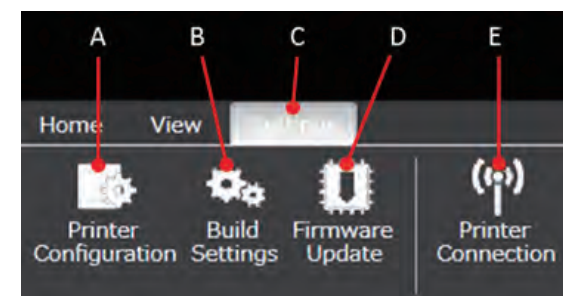 A B C D E
Home View
Printer Build Firmware Printer
Configuration Settings Update Connection